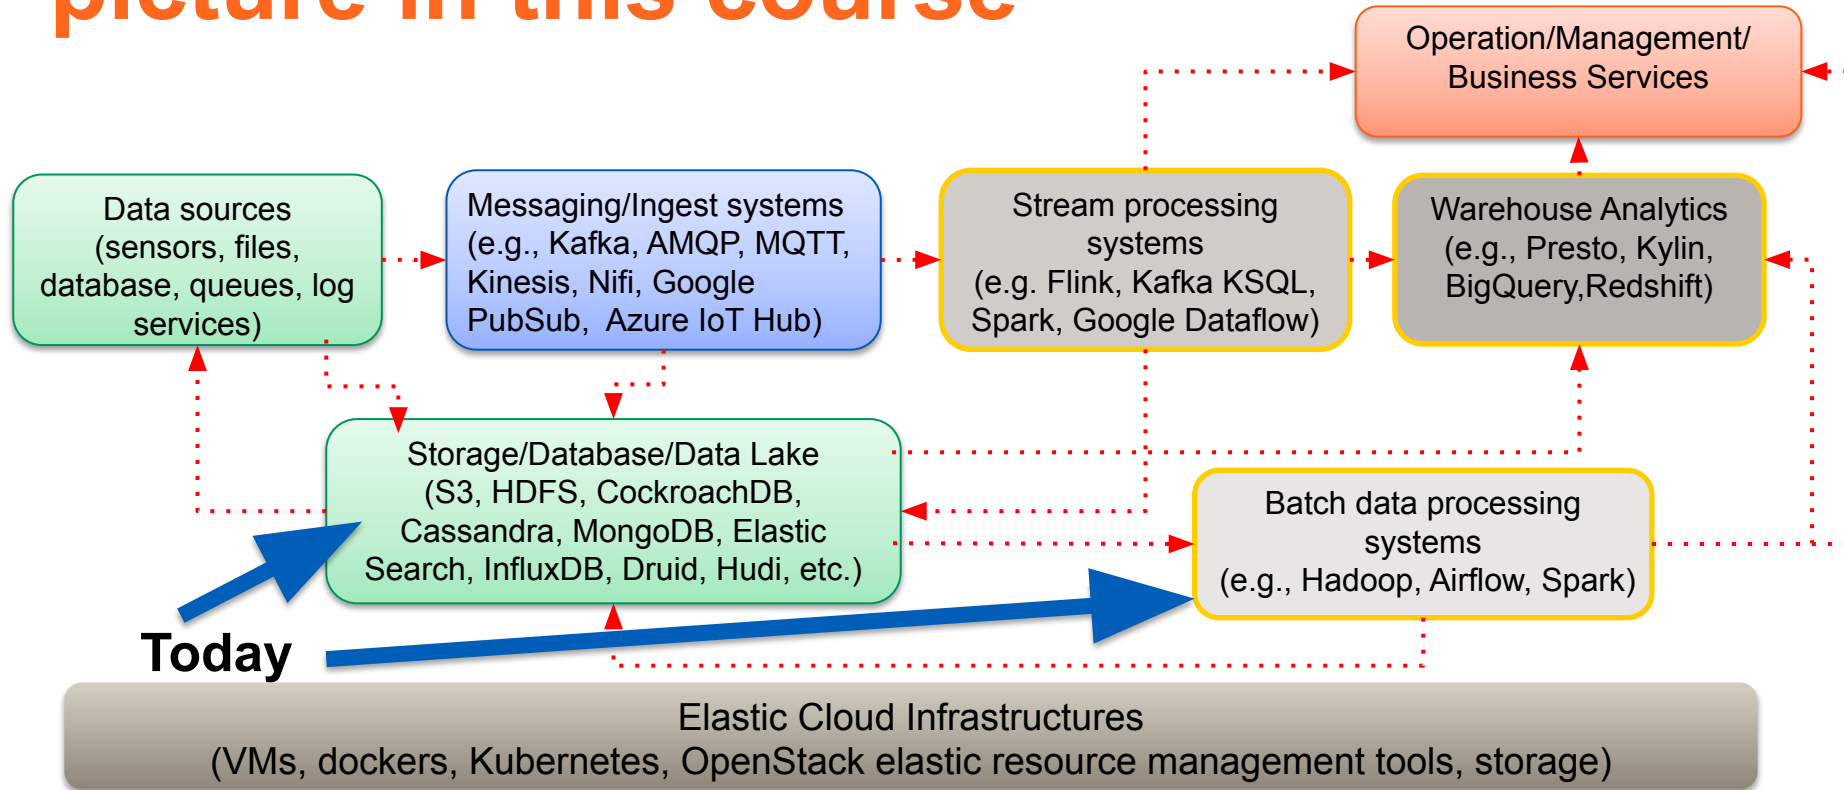 picture in this course
Operation/Management/
Business Services
Data sources
(sensors, files,
database, queues, log
services)
Messaging/Ingest systems
(e.g., Kafka, AMQP, MQTT,
Kinesis, Nifi, Google
PubSub, Azure IoT Hub)
Stream processing
systems
(e.g. Flink, Kafka KSQL,
Spark, Google Dataflow)
Warehouse Analytics
(e.g., Presto, Kylin,
BigQuery,Redshift)
Storage/Database/Data Lake
(S3, HDFS, CockroachDB,
Cassandra, MongoDB, Elastic
Search, InfluxDB, Druid, Hudi, etc.)
Batch data processing
systems
(e.g., Hadoop, Airflow, Spark)
Today
Elastic Cloud Infrastructures
(VMs, dockers, Kubernetes, OpenStack elastic resource management tools, storage)